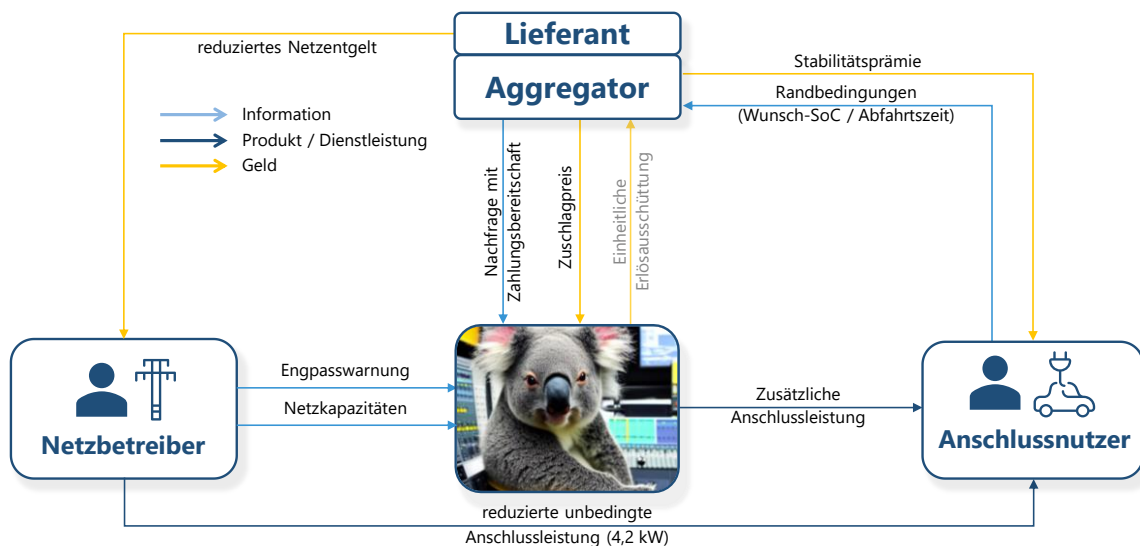 Lieferant
reduziertes Netzentgelt
Aggregator
Stabilitätsprämie
Randbedingungen
(Wunsch-SoC / Abfahrtszeit)
Information
Produkt / Dienstleistung
Geld
Nachfrage mit
Zahlungsbereitschaft
Zuschlagpreis
Einheitliche
Erlösausschüttung
Engpasswarnung
Netzkapazitäten
Netzbetreiber
Zusätzliche
Anschlussleistung
Anschlussnutzer
reduzierte unbedingte
Anschlussleistung (4,2 kW)